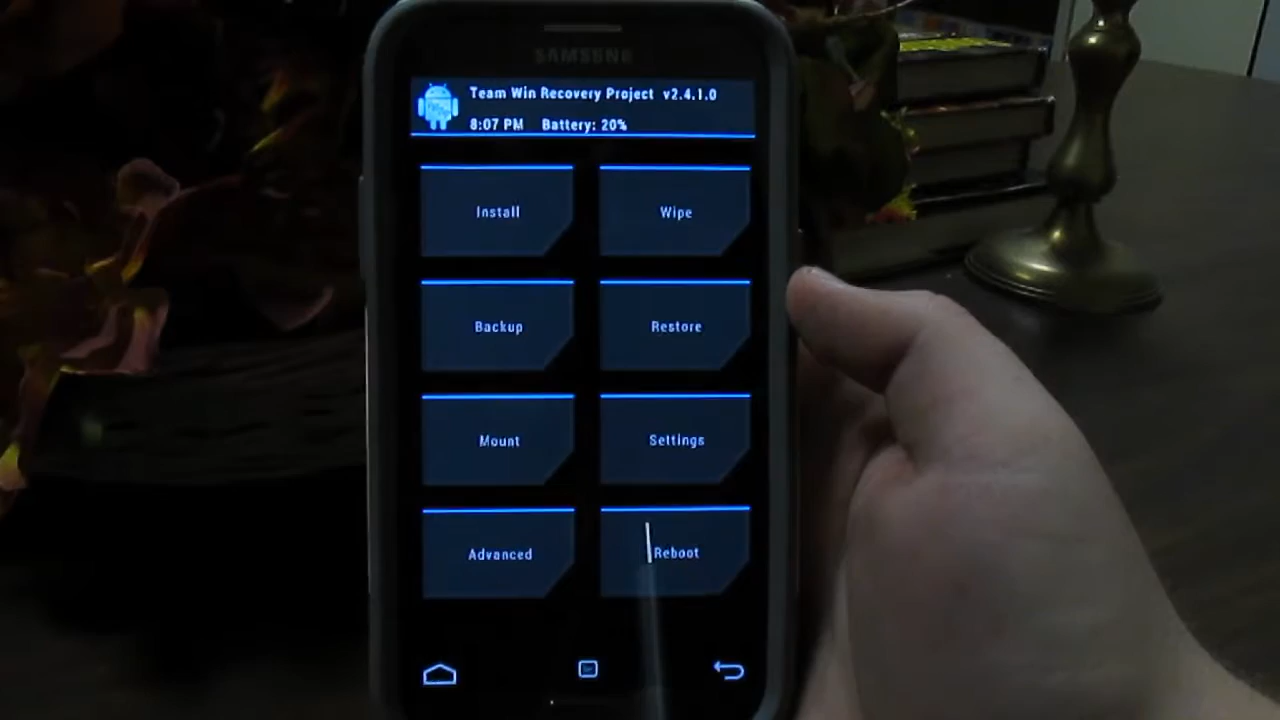 SAMSUNG
Team Win Recovery Project v2.4.1.0
8:07 PM Battery: 20%
Install
Wipe
Backup
Restore
Mount
Settings
Advanced
Reboot